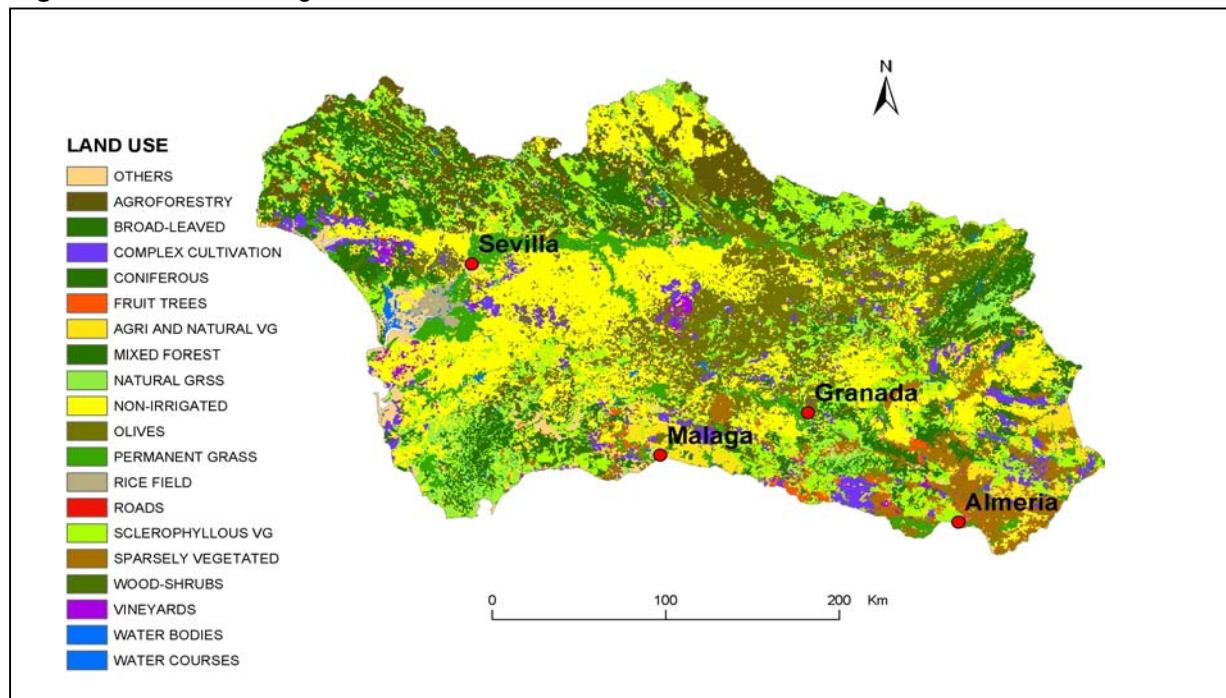 N
LAND USE
OTHERS
AGROFORESTRY
BROAD-LEAVED
COMPLEX CULTIVATION
CONIFEROUS
FRUIT TREES
AGRI AND NATURAL VG
MIXED FOREST
NATURAL GRSS
NON-IRRIGATED
OLIVES
PERMANENT GRASS
RICE FIELD
ROADS
SCLEROPHYLLOUS VG
SPARSELY VEGETATED
WOOD-SHRUBS
VINEYARDS
WATER BODIES
WATER COURSES
Sevilla
Granada
Malaga
Almeria
0 100 200 Km